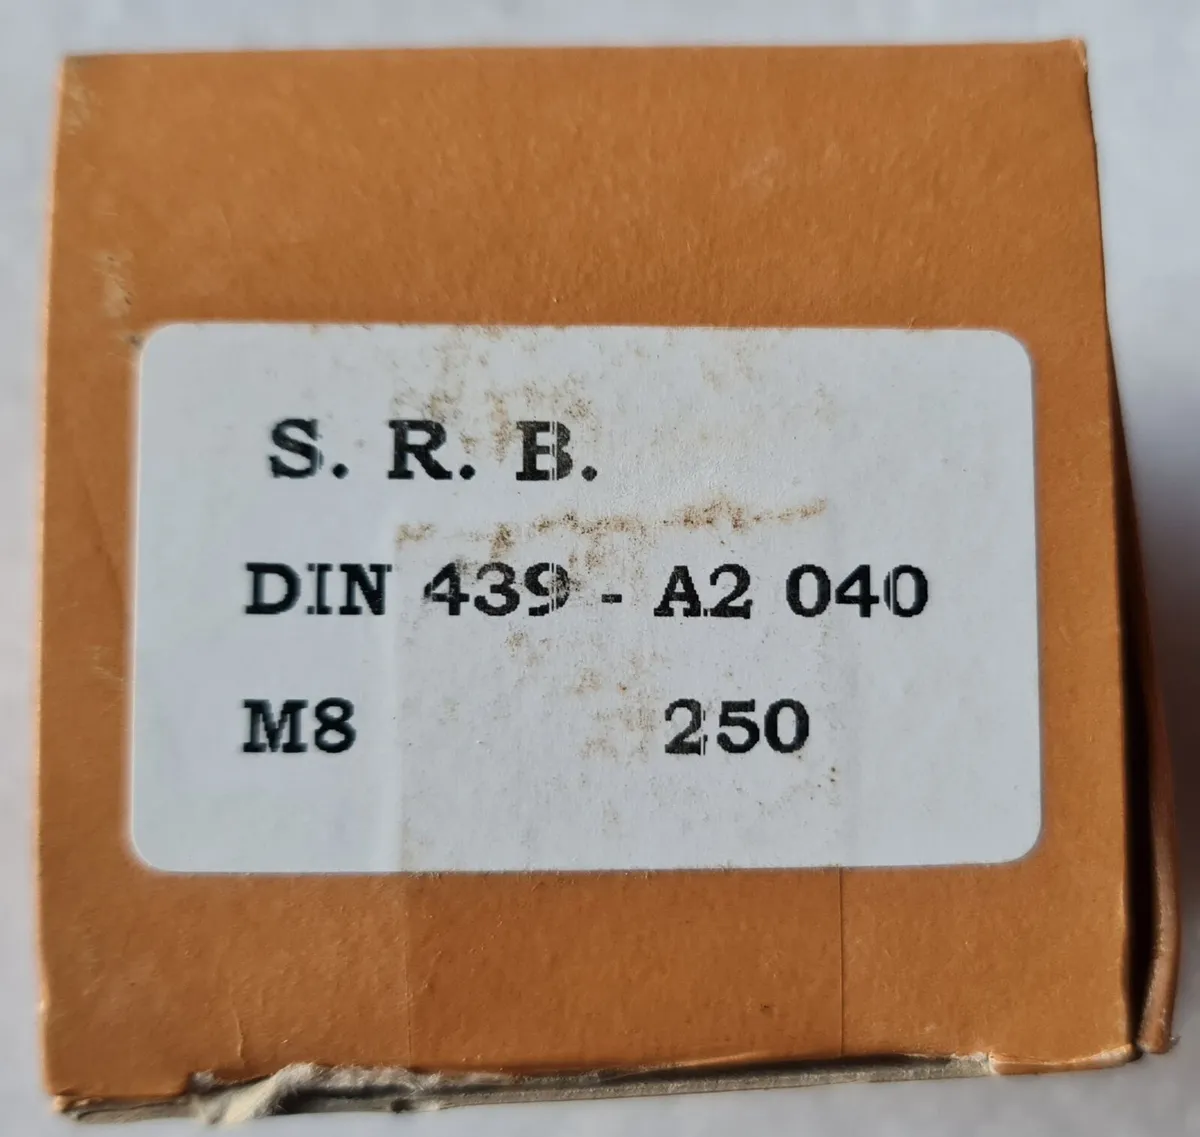 S. R. B.
DIN 439 - A2 040
M8 250